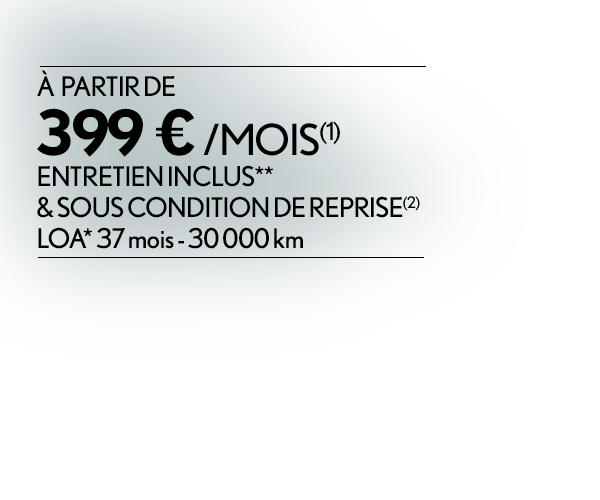 À PARTIR DE
399 € /MOIS(1)
ENTRETIEN INCLUS**
& SOUS CONDITION DE REPRISE(2)
LOA* 37 mois - 30 000 km